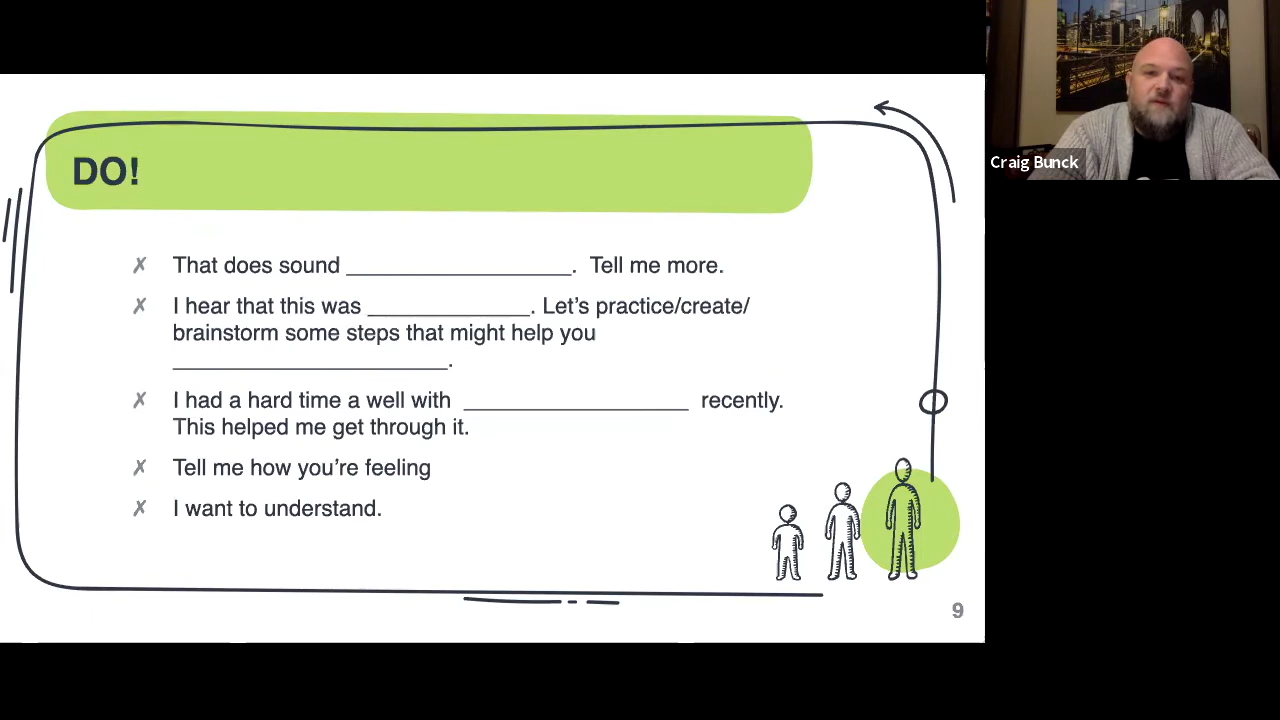 DO!
✗ That does sound ___________________. Tell me more.
✗ I hear that this was ______________. Let's practice/create/
brainstorm some steps that might help you
_______________________.
✗ I had a hard time a well with ___________________ recently.
This helped me get through it.
✗ Tell me how you're feeling
✗ I want to understand.
9
Craig Bunck